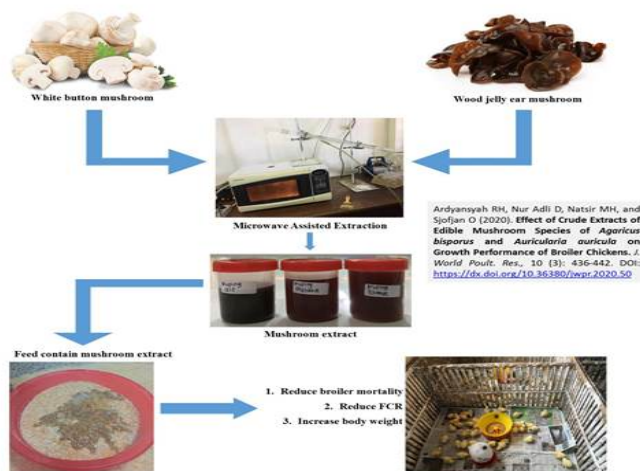 White button mushroom
Wood jelly ear mushroom
Microwave Assisted Extraction
Ardyansyah RH, Nur Adli D, Natsir MH, and
Sjofjan O (2020). Effect of Crude Extracts of
Edible Mushroom Species of Agaricus
bisporus and Auricularia auricula on
Growth Performance of Broiler Chickens. J.
World Poult. Res., 10 (3): 436-442. DOI:
https://dx.doi.org/10.36380/jwpr.2020.50
Mushroom extract
Feed contain mushroom extract
1. Reduce broiler mortality
2. Reduce FCR
3. Increase body weight